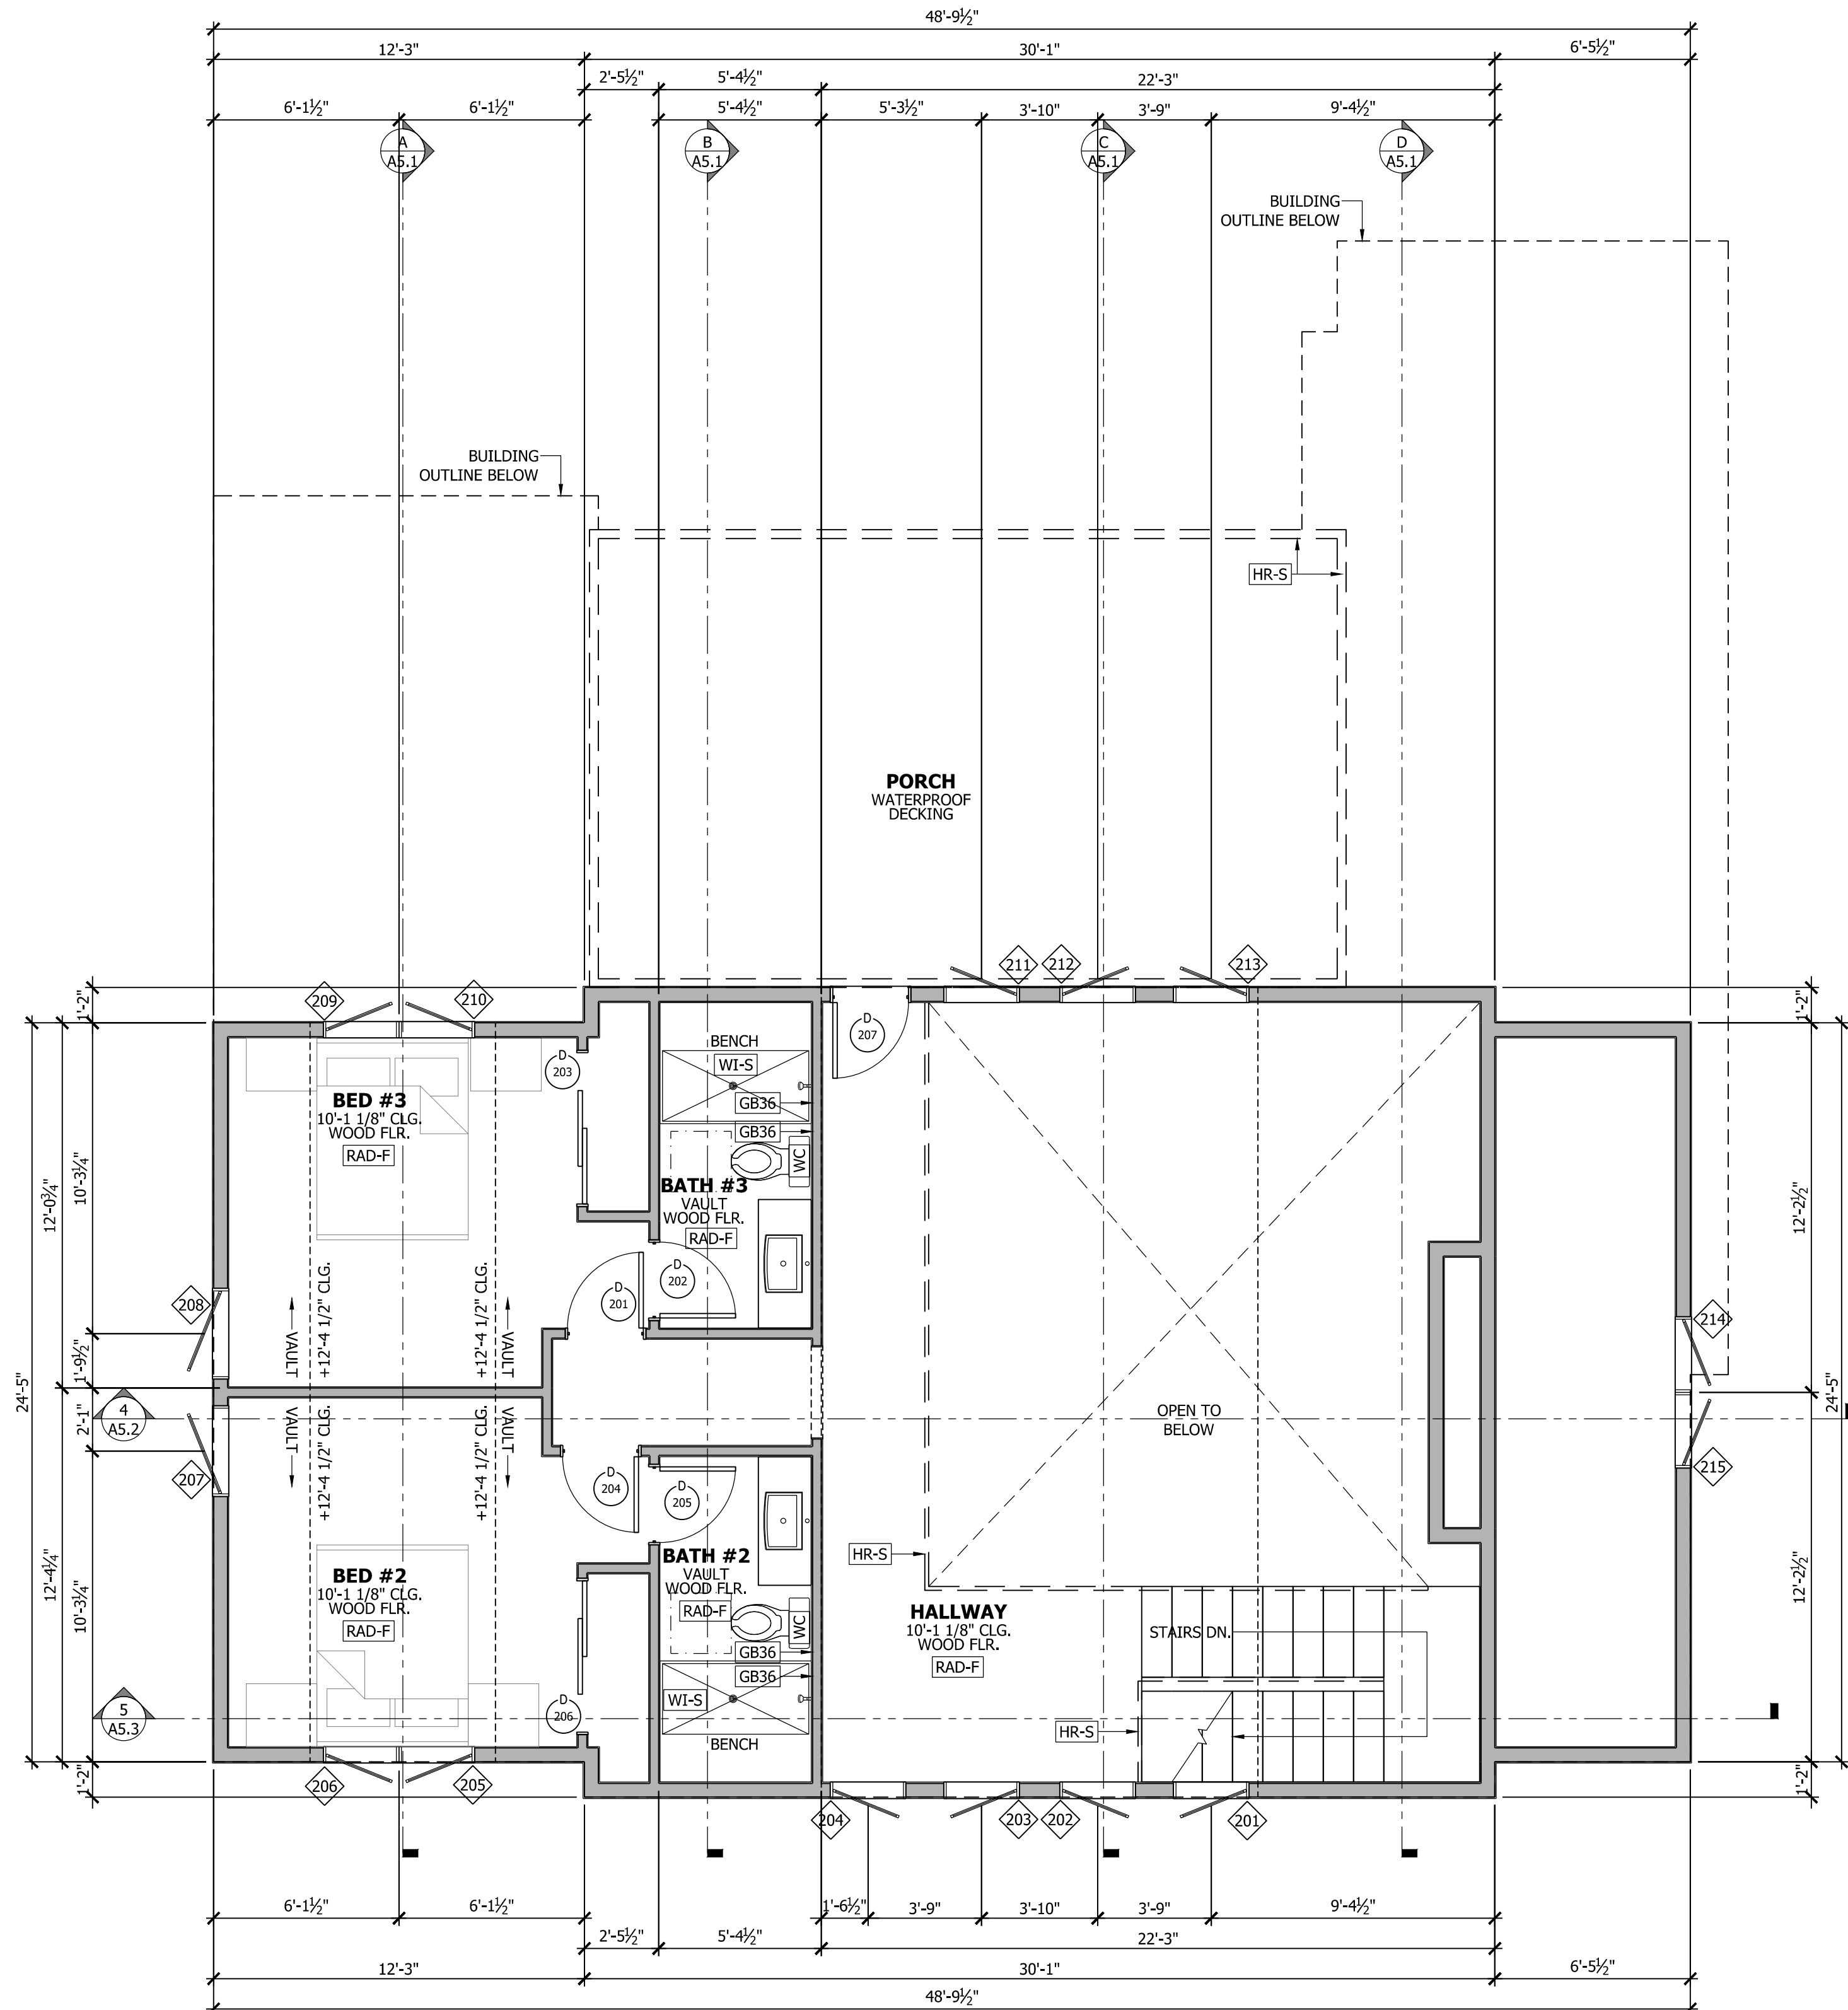 48'-9½"
12'-3"
30'-1"
6'-5½"
2'-5½"
5'-4½"
22'-3"
6'-1½"
6'-1½"
5'-4½"
5'-3½"
3'-10"
3'-9"
9'-4½"
A
A5.1
B
A5.1
C
A5.1
D
A5.1
BUILDING
OUTLINE BELOW
BUILDING
OUTLINE BELOW
HR-S
PORCH
WATERPROOF
DECKING
209
210
211
212
213
1'-2"
1'-2"
D
203
D
207
BENCH
WI-S
GB36
GB36
WC
BED #3
10'-1 1/8" CLG.
WOOD FLR.
RAD-F
BATH #3
VAULT
WOOD FLR.
RAD-F
D
202
D
201
10'-3¼"
12'-0¾"
12'-2½"
208
214
VAULT
+12'-4 1/2" CLG.
+12'-4 1/2" CLG.
VAULT
1'-9½"
24'-5"
24'-5"
4
A5.2
2'-1"
VAULT
+12'-4 1/2" CLG.
+12'-4 1/2" CLG.
VAULT
OPEN TO
BELOW
207
215
D
204
D
205
HR-S
BATH #2
VAULT
WOOD FLR.
RAD-F
WC
GB36
GB36
WI-S
BENCH
BED #2
10'-1 1/8" CLG.
WOOD FLR.
RAD-F
12'-4¼"
10'-3¼"
12'-2½"
HALLWAY
10'-1 1/8" CLG.
WOOD FLR.
RAD-F
STAIRS DN.
HR-S
D
206
5
A5.3
1'-2"
1'-2"
206
205
204
203
202
201
6'-1½"
6'-1½"
1'-6½"
3'-9"
3'-10"
3'-9"
9'-4½"
2'-5½"
5'-4½"
22'-3"
12'-3"
30'-1"
6'-5½"
48'-9½"